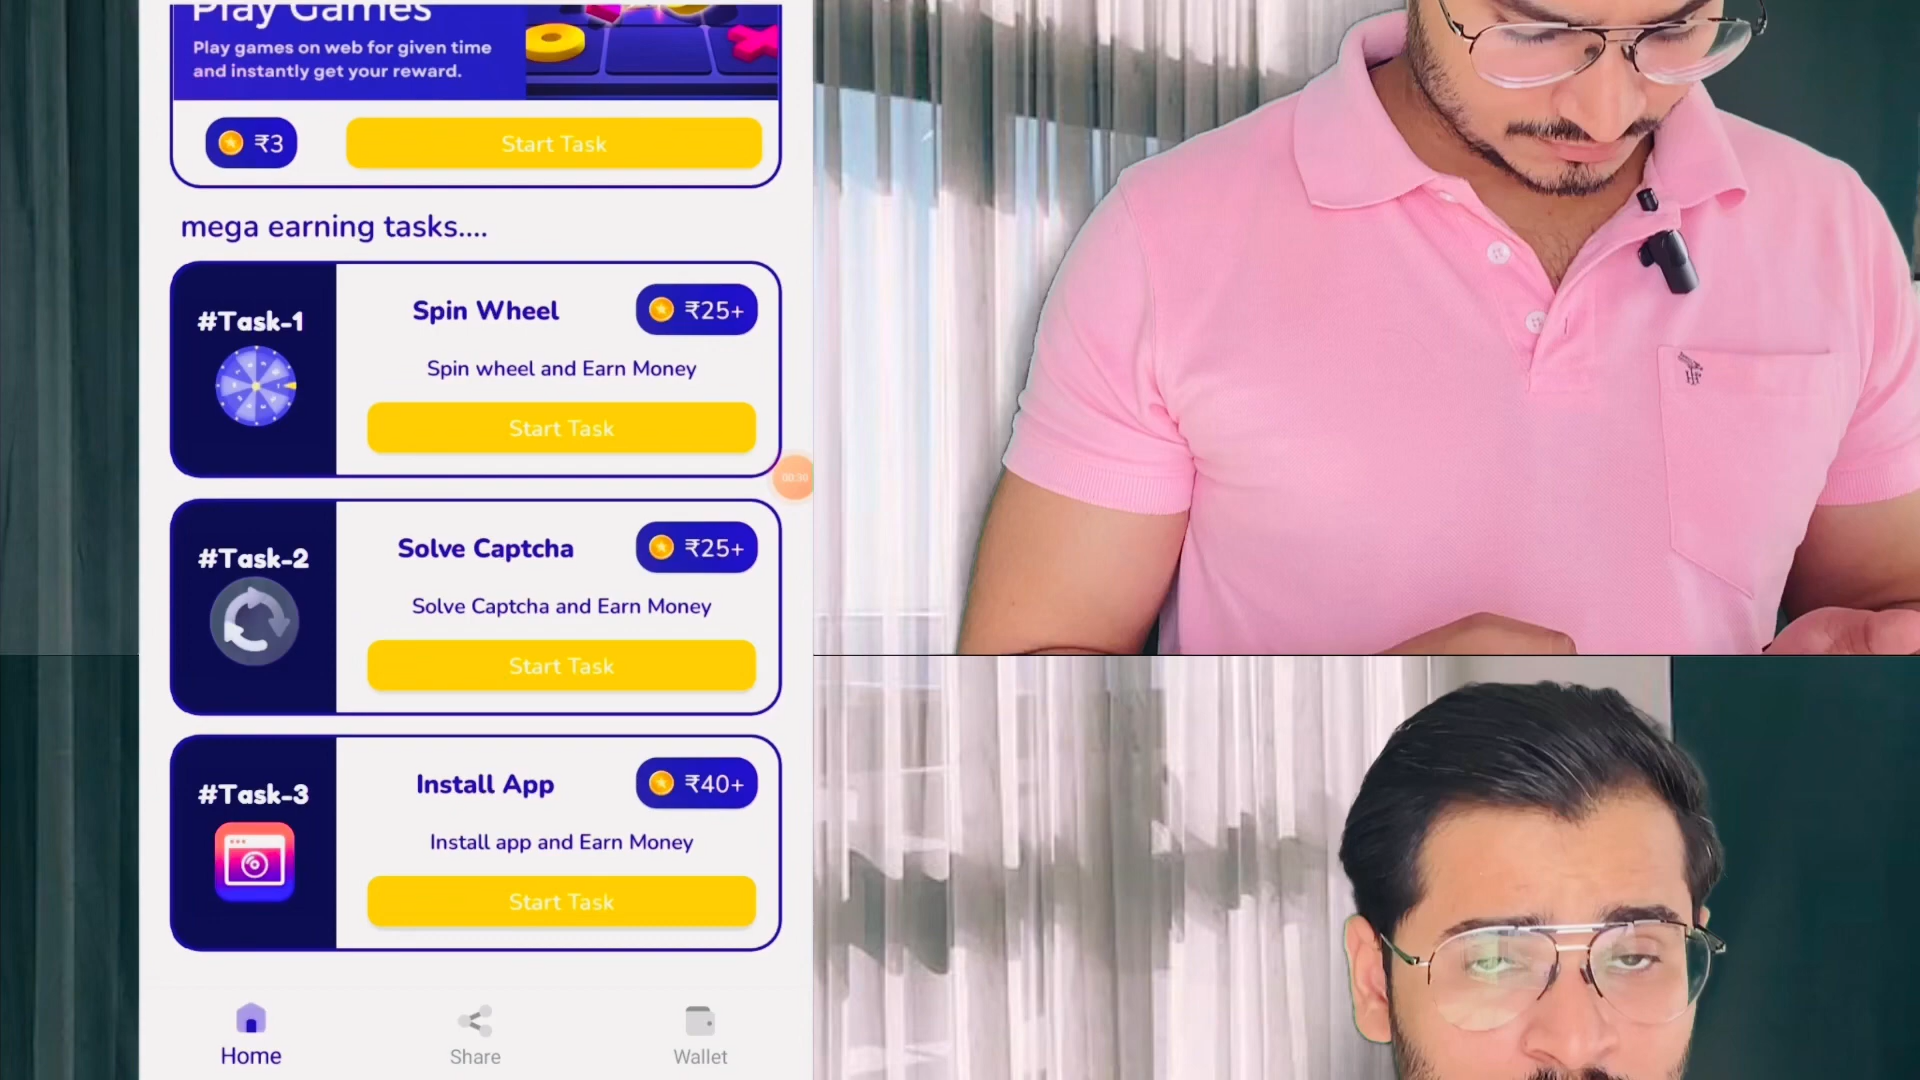 Play Games
Play games on web for given time
and instantly get your reward.
₹3
Start Task
mega earning tasks....
#Task-1
Spin Wheel
₹25+
Spin wheel and Earn Money
Start Task
00:30
#Task-2
Solve Captcha
₹25+
Solve Captcha and Earn Money
Start Task
#Task-3
Install App
₹40+
Install app and Earn Money
Start Task
Home
Share
Wallet